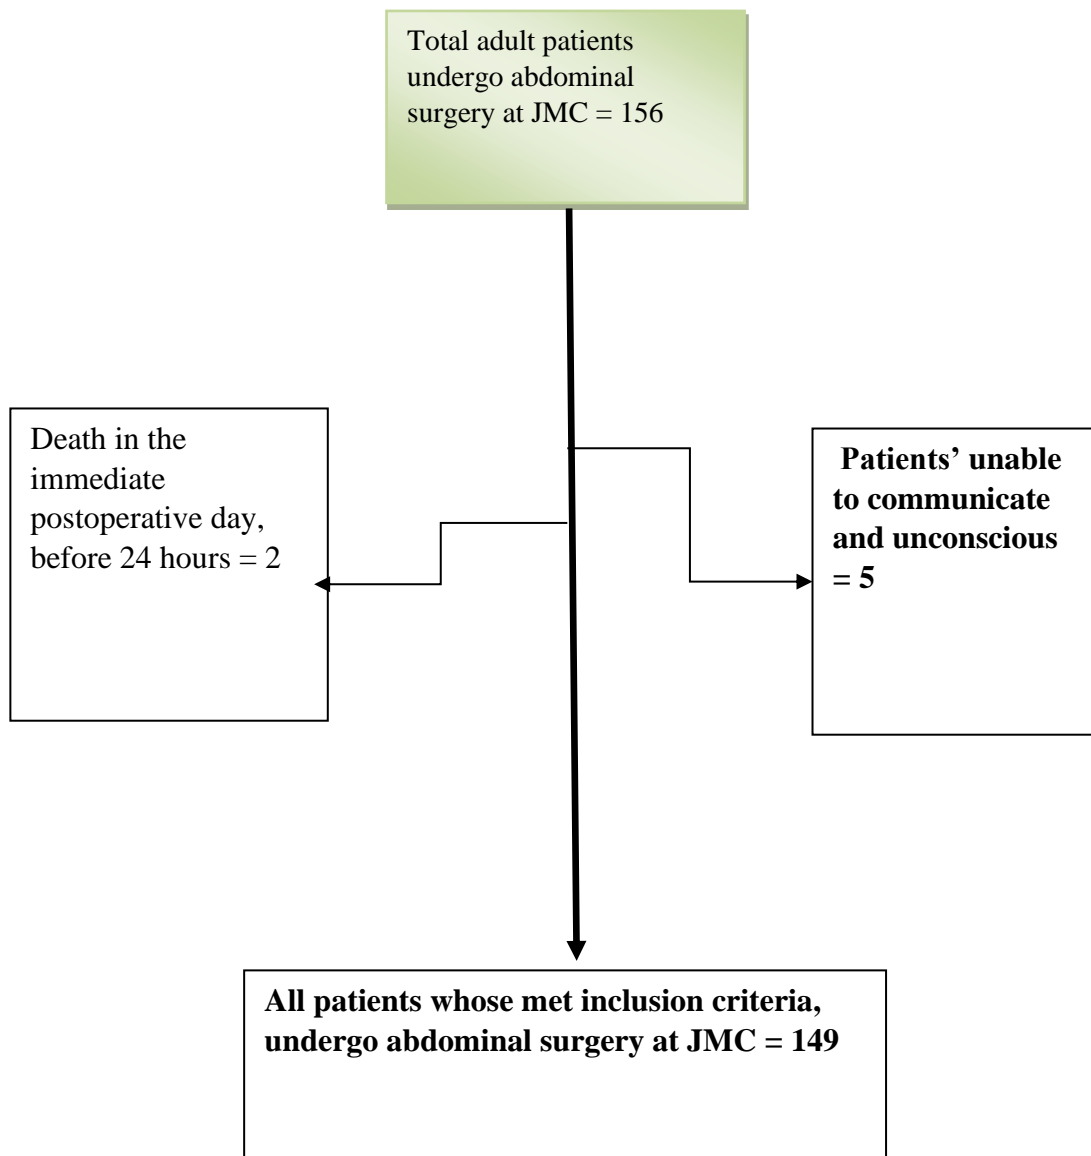 Total adult patients
undergo abdominal
surgery at JMC = 156
Death in the
immediate
postoperative day,
before 24 hours = 2
Patients’ unable
to communicate
and unconscious
= 5
All patients whose met inclusion criteria,
undergo abdominal surgery at JMC = 149